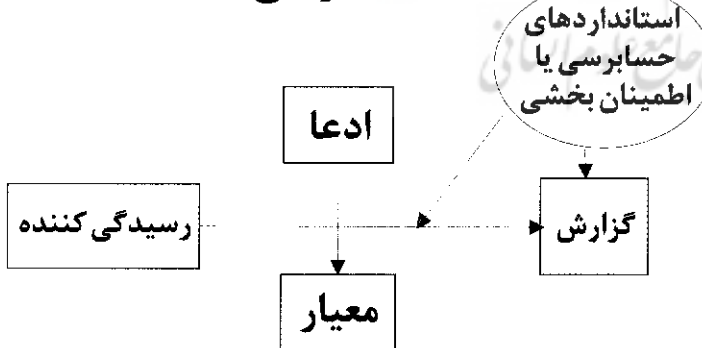 استانداردهای
حسابرسی یا
اطمینان بخشی
ادعا
رسیدگی کننده
گزارش
معیار